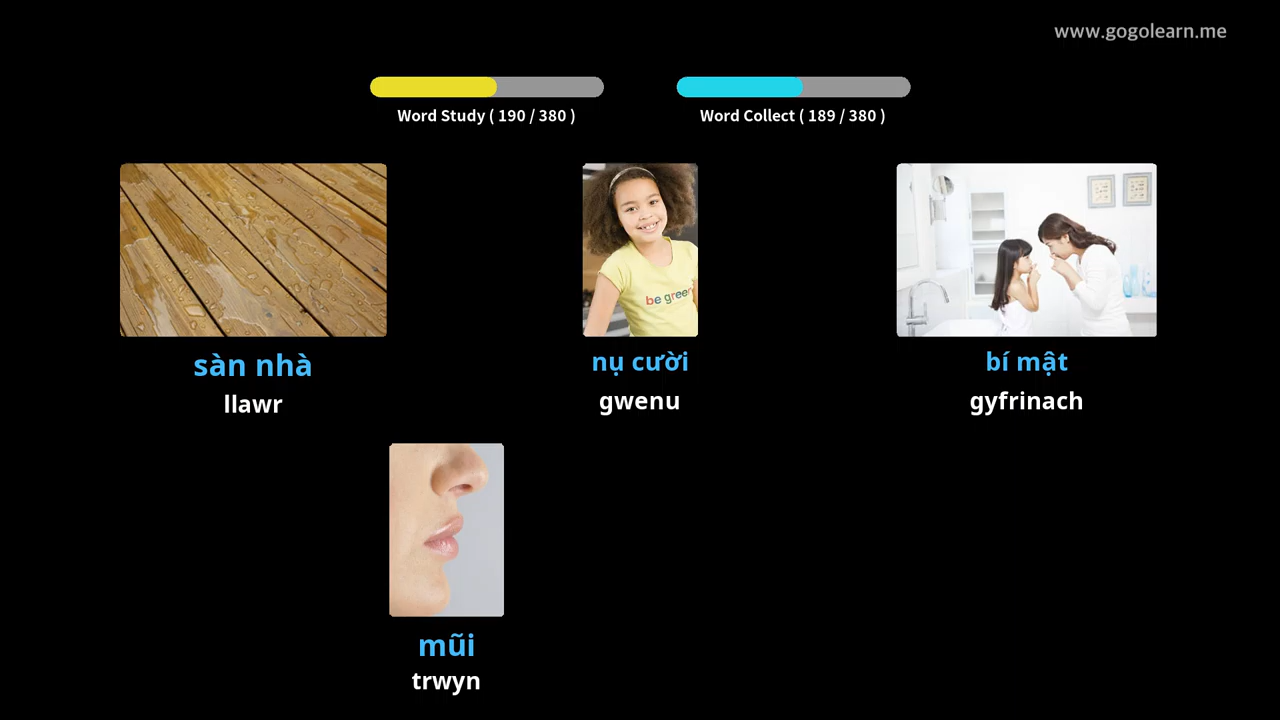 www.gogolearn.me
Word Study ( 190 / 380 )
Word Collect ( 189 / 380 )
be green
sàn nhà
llawr
nụ cười
gwenu
bí mật
gyfrinach
mũi
trwyn